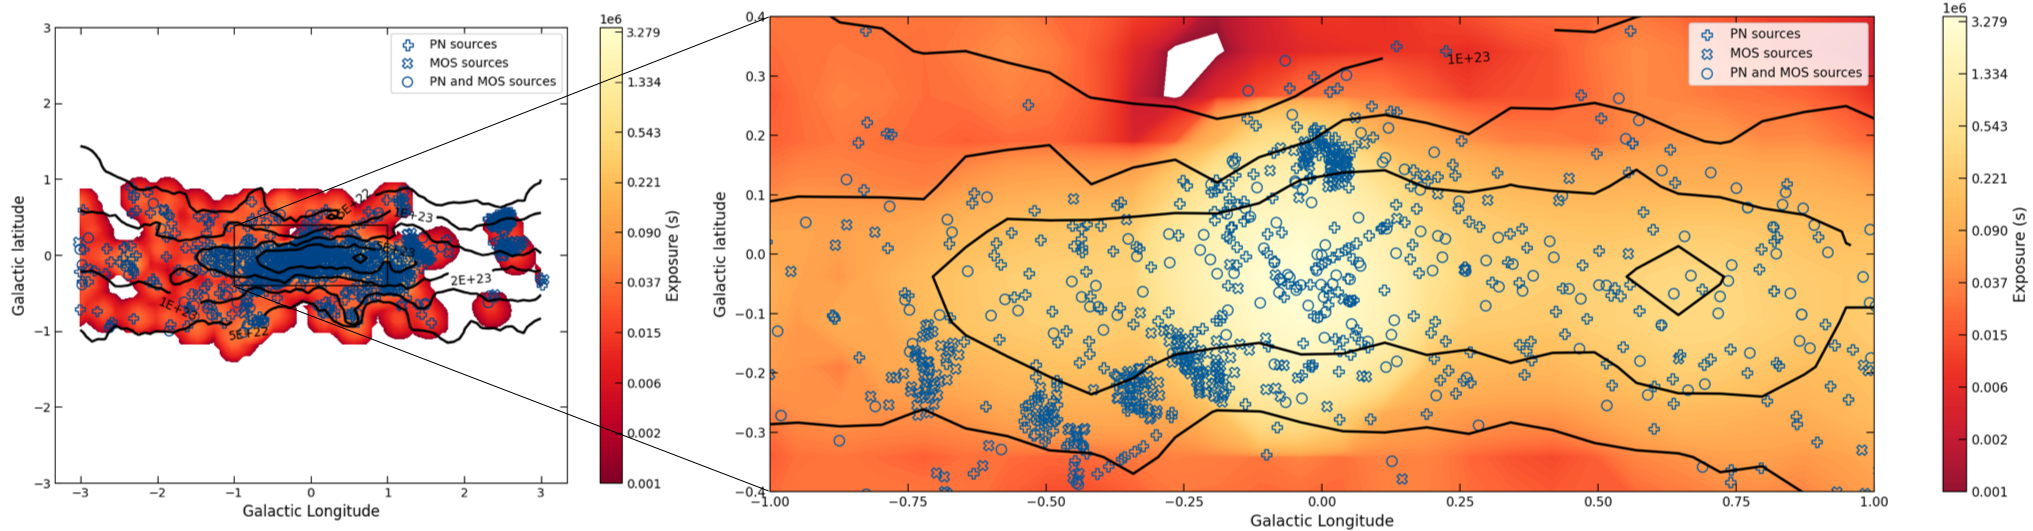 3
2
1
0
−1
−2
−3
−3
−2
−1
0
1
2
3
Galactic latitude
Galactic Longitude
PN sources
MOS sources
PN and MOS sources
5E+22
1E+23
2E+23
1E+23
5E+22
1e6
3.279
1.334
0.543
0.221
0.090
0.037
0.015
0.006
0.002
0.001
Exposure (s)
0.4
0.3
0.2
0.1
0.0
−0.1
−0.2
−0.3
−0.4
−1.00
−0.75
−0.50
−0.25
0.00
0.25
0.50
0.75
1.00
Galactic latitude
Galactic Longitude
PN sources
MOS sources
PN and MOS sources
1E+23
1e6
3.279
1.334
0.543
0.221
0.090
0.037
0.015
0.006
0.002
0.001
Exposure (s)